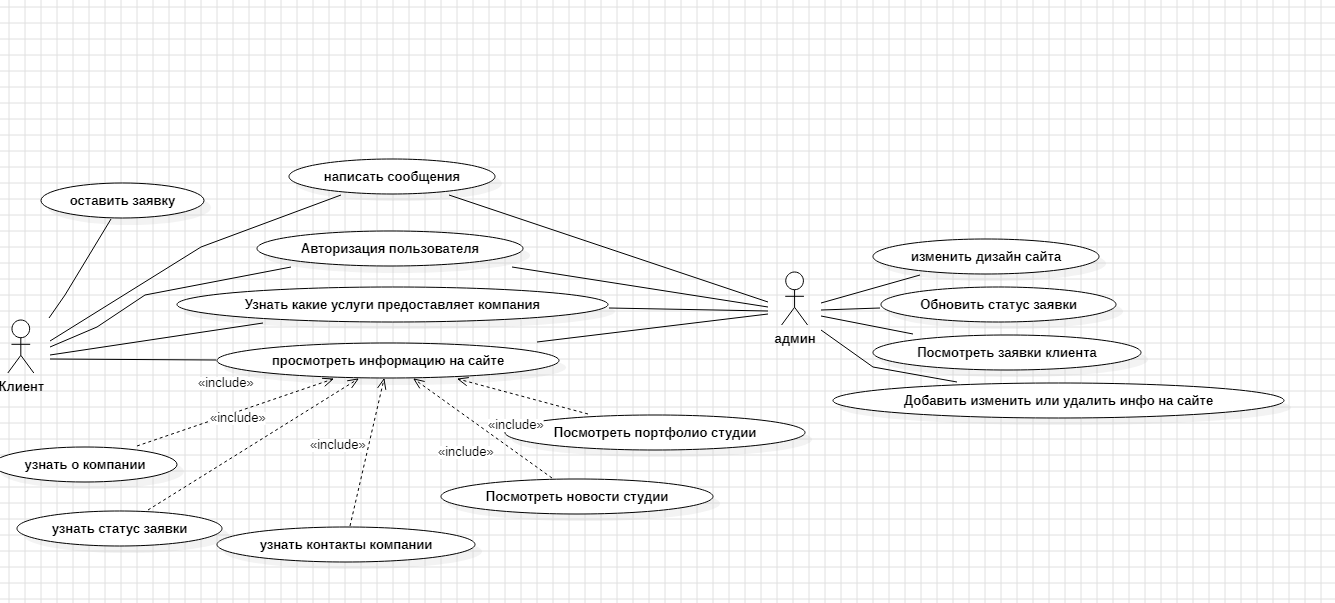 написать сообщения
оставить заявку
Авторизация пользователя
изменить дизайн сайта
Узнать какие услуги предоставляет компания
Обновить статус заявки
админ
Посмотреть заявки клиента
просмотреть информацию на сайте
Клиент
«include»
Добавить изменить или удалить инфо на сайте
«include»
«include»
Посмотреть портфолио студии
«include»
«include»
узнать о компании
Посмотреть новости студии
узнать статус заявки
узнать контакты компании